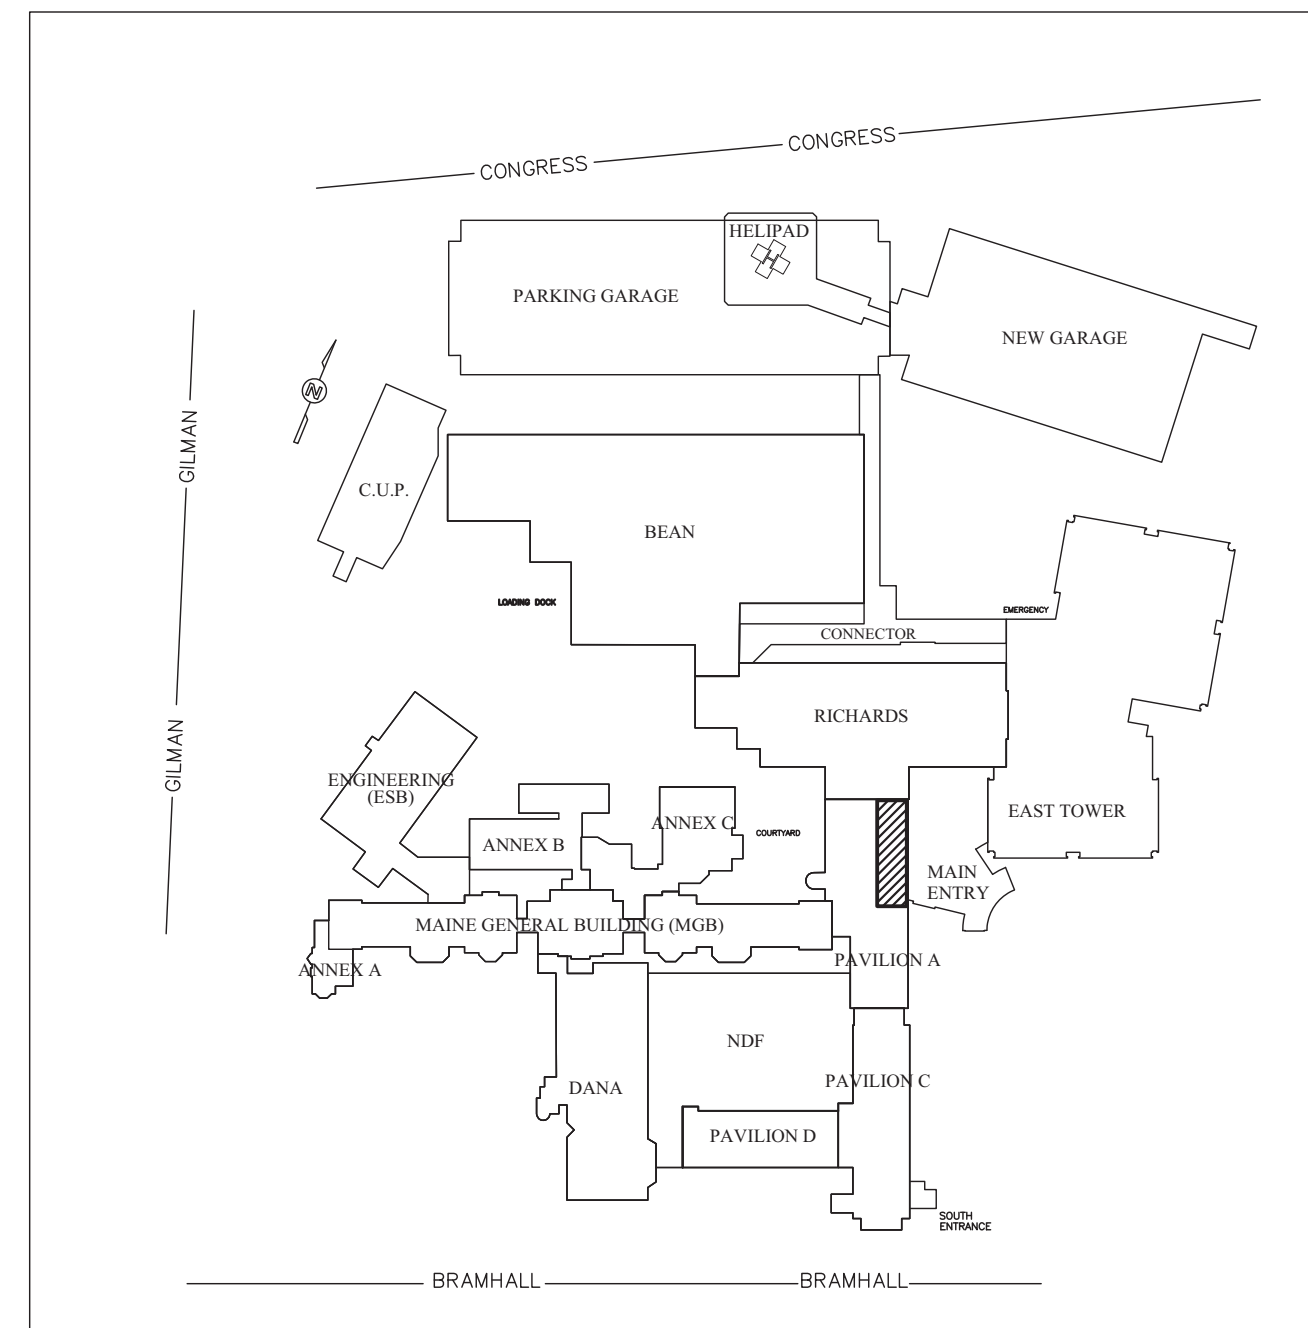 CONGRESS
CONGRESS
HELIPAD
H
PARKING GARAGE
NEW GARAGE
N
GILMAN
C.U.P.
BEAN
LOADING DOCK
EMERGENCY
CONNECTOR
RICHARDS
GILMAN
ENGINEERING
(ESB)
ANNEX B
ANNEX C
COURTYARD
EAST TOWER
MAIN
ENTRY
MAINE GENERAL BUILDING (MGB)
ANNEX A
PAVILION A
NDF
DANA
PAVILION C
PAVILION D
SOUTH
ENTRANCE
BRAMHALL
BRAMHALL